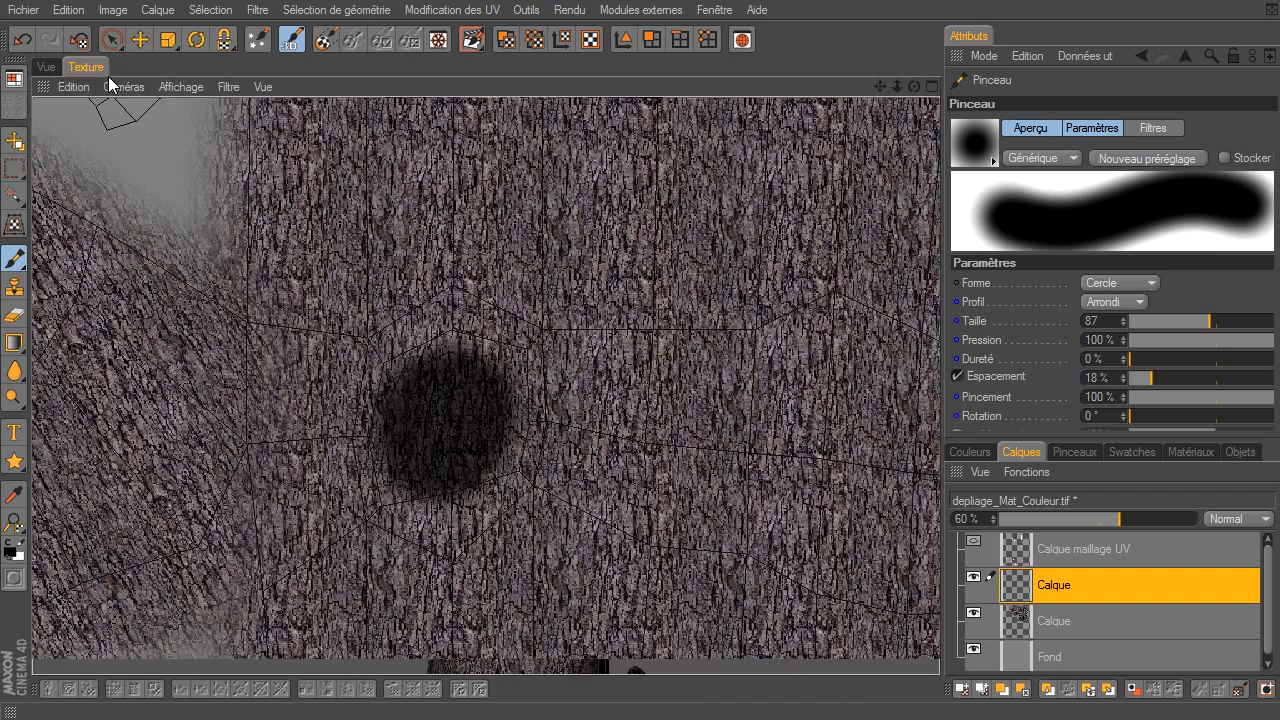 Fichier Edition Image Calque Sélection Filtre Sélection de géométrie Modification des UV Outils Rendu Modules externes Fenêtre Aide
3D
Vue Texture
Edition Caméras Affichage Filtre Vue
Attributs
Mode Edition Données ut
Pinceau
Pinceau
Aperçu Paramètres Filtres
Générique Nouveau préréglage Stocker
Paramètres
Forme Cercle
Profil Arrondi
Taille 87
Pression 100 %
Dureté 0 %
Espacement 18 %
Pincement 100 %
Rotation 0 °
Couleurs Calques Pinceaux Swatches Matériaux Objets
Vue Fonctions
depliage_Mat_Couleur.tif *
60 % Normal
Calque maillage UV
Calque
Calque
Fond
MAXON
CINEMA 4D